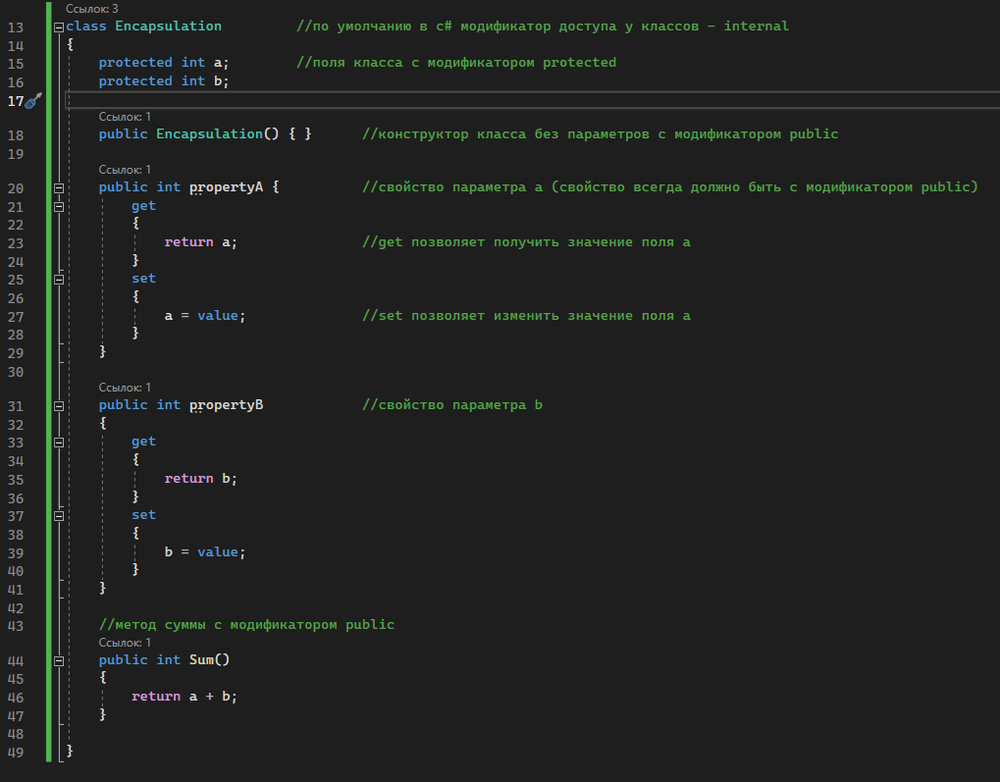 Ссылок: 3
13 class Encapsulation //по умолчанию в c# модификатор доступа у классов - internal
14 {
15 protected int a; //поля класса с модификатором protected
16 protected int b;
17
Ссылок: 1
18 public Encapsulation() { } //конструктор класса без параметров с модификатором public
19
Ссылок: 1
20 public int propertyA { //свойство параметра a (свойство всегда должно быть с модификатором public)
21 get
22 {
23 return a; //get позволяет получить значение поля a
24 }
25 set
26 {
27 a = value; //set позволяет изменить значение поля a
28 }
29 }
30
Ссылок: 1
31 public int propertyB //свойство параметра b
32 {
33 get
34 {
35 return b;
36 }
37 set
38 {
39 b = value;
40 }
41 }
42
43 //метод суммы с модификатором public
Ссылок: 1
44 public int Sum()
45 {
46 return a + b;
47 }
48
49 }